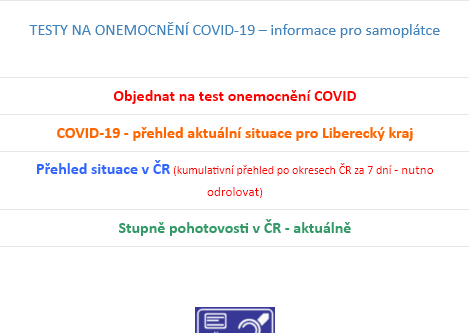 TESTY NA ONEMOCNĚNÍ COVID-19 – informace pro samoplátce
Objednat na test onemocnění COVID
COVID-19 - přehled aktuální situace pro Liberecký kraj
Přehled situace v ČR (kumulativní přehled po okresech ČR za 7 dní - nutno
odrolovat)
Stupně pohotovosti v ČR - aktuálně